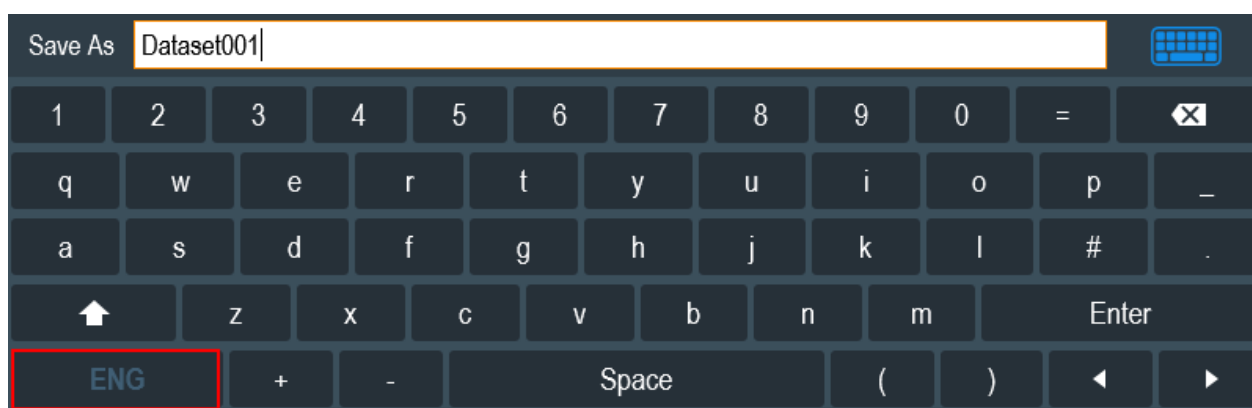 Save As Dataset001
1 2 3 4 5 6 7 8 9 0 =
q w e r t y u i o p _
a s d f g h j k l # .
z x c v b n m Enter
ENG + - Space ( )